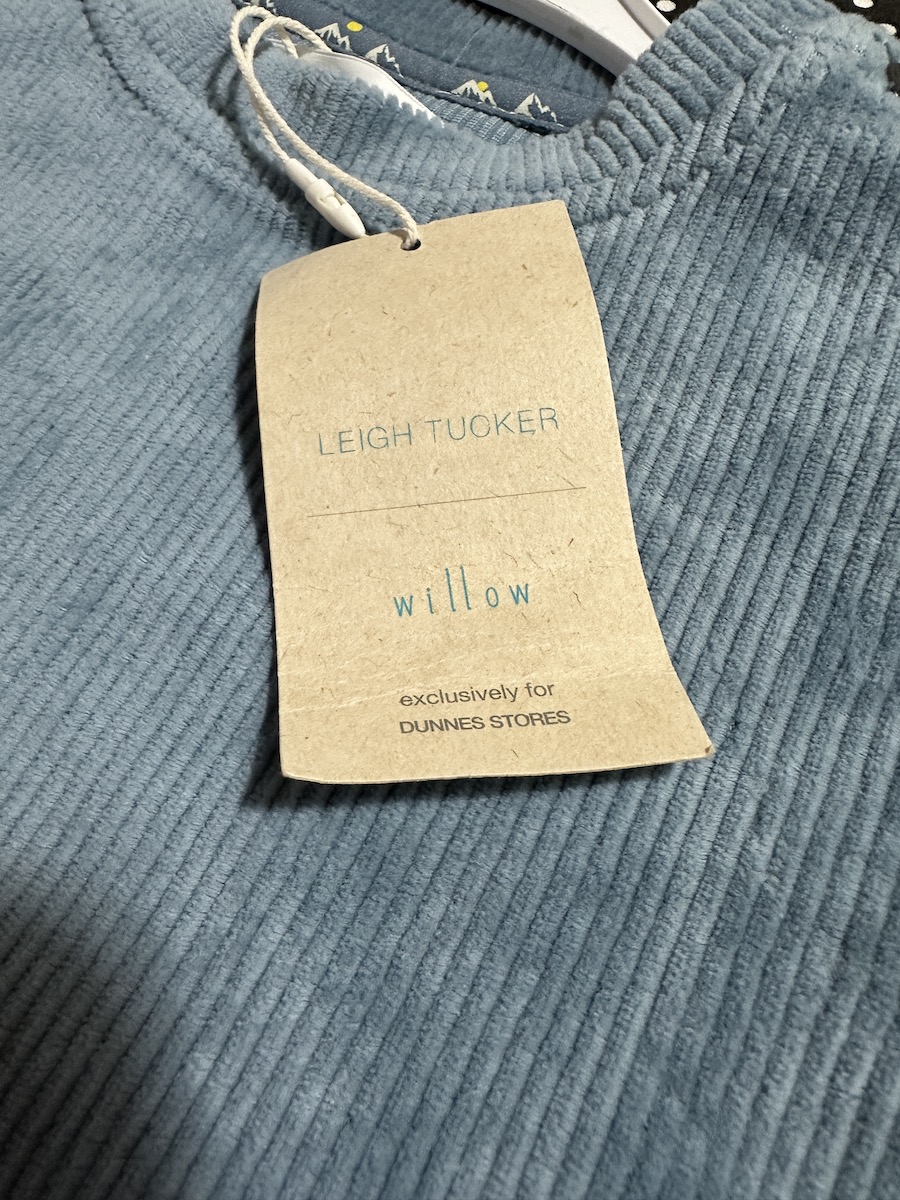 LEIGH TUCKER
willow
exclusively for
DUNNES STORES